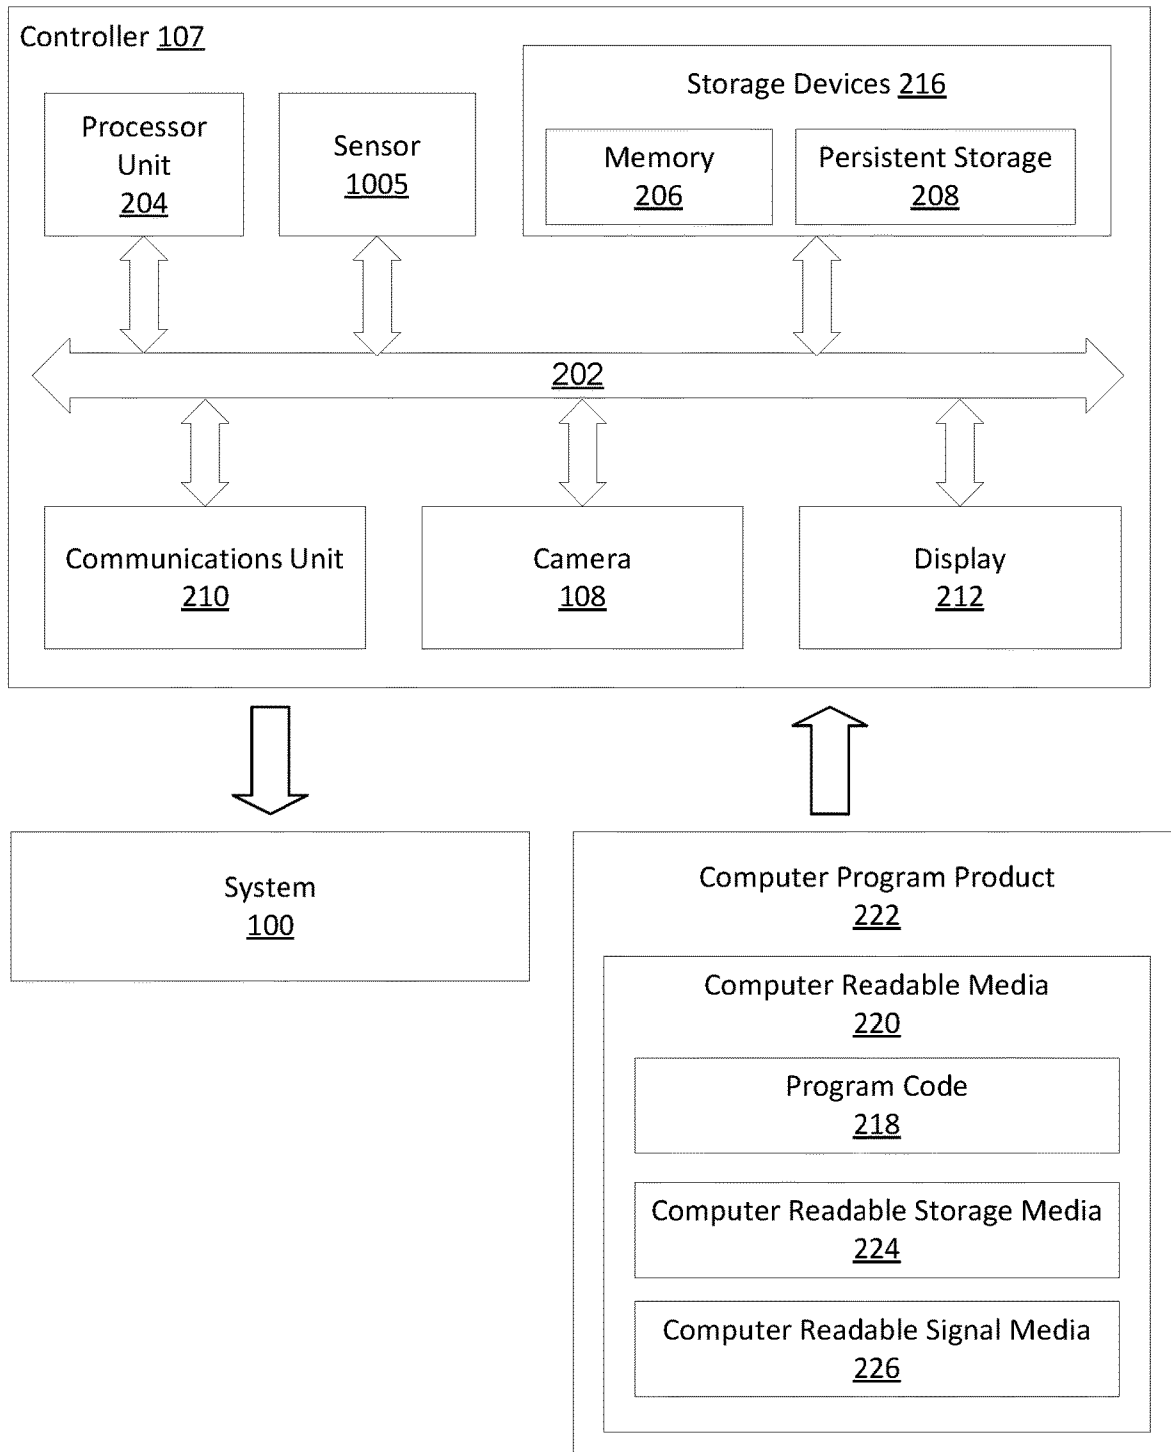 Controller 107
Processor
Unit
204
Sensor
1005
Storage Devices 216
Memory
206
Persistent Storage
208
202
Communications Unit
210
Camera
108
Display
212
System
100
Computer Program Product
222
Computer Readable Media
220
Program Code
218
Computer Readable Storage Media
224
Computer Readable Signal Media
226